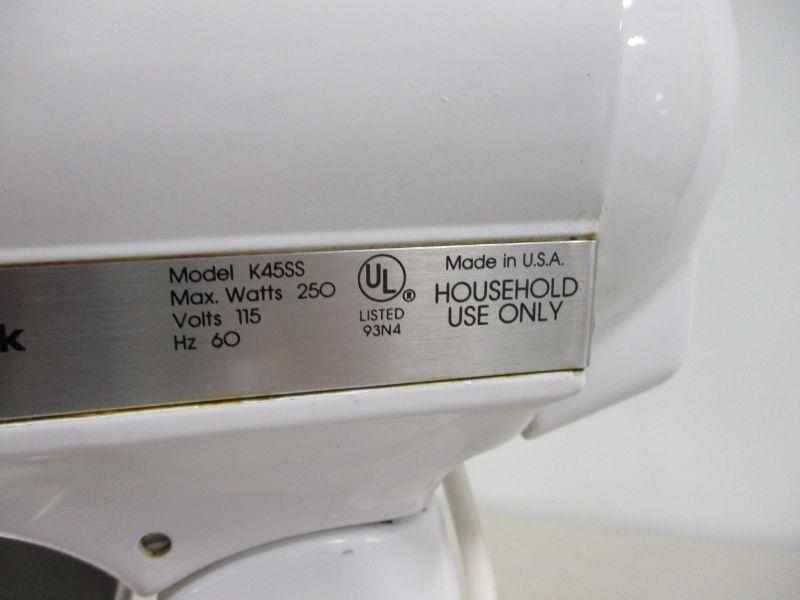 k
Model K45SS
Max. Watts 250
Volts 115
Hz 60
UL
®
LISTED
93N4
Made in U.S.A.
HOUSEHOLD
USE ONLY